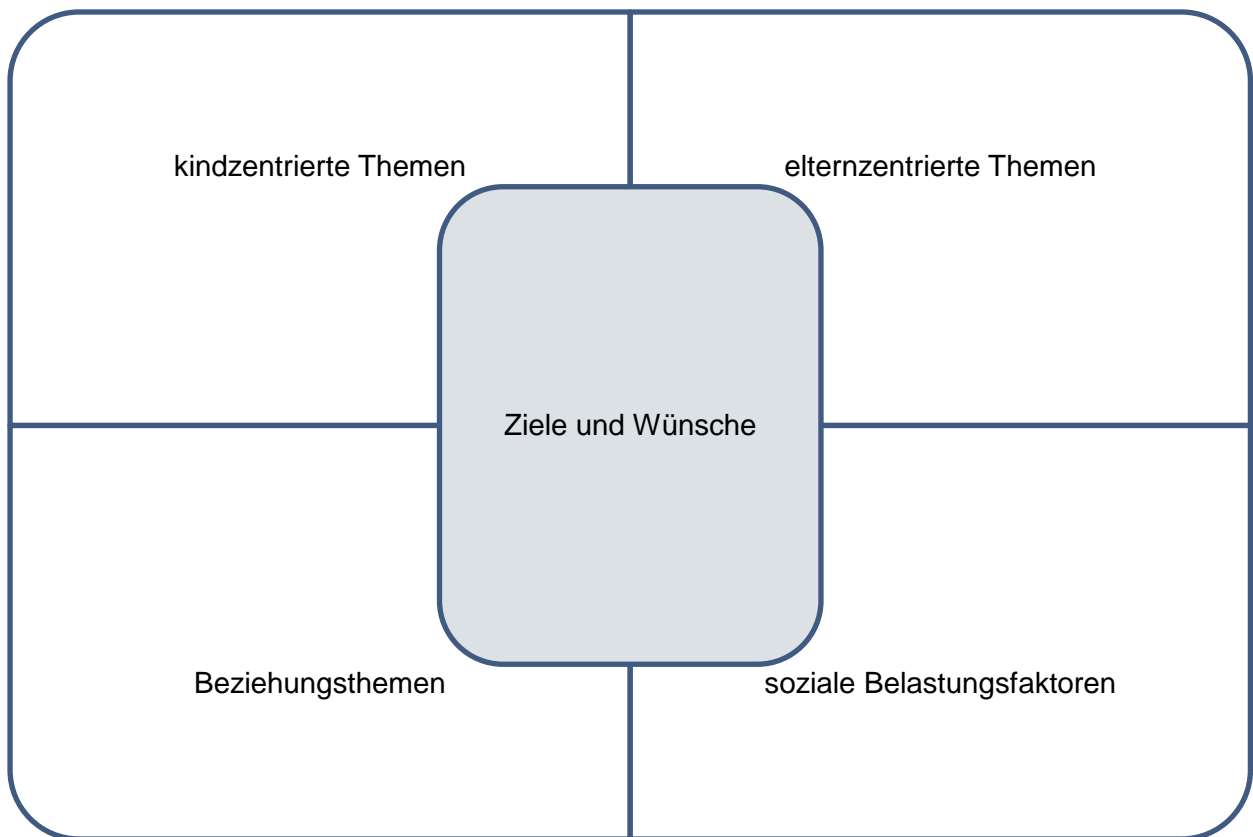 kindzentrierte Themen
elternzentrierte Themen
Ziele und Wünsche
Beziehungsthemen
soziale Belastungsfaktoren